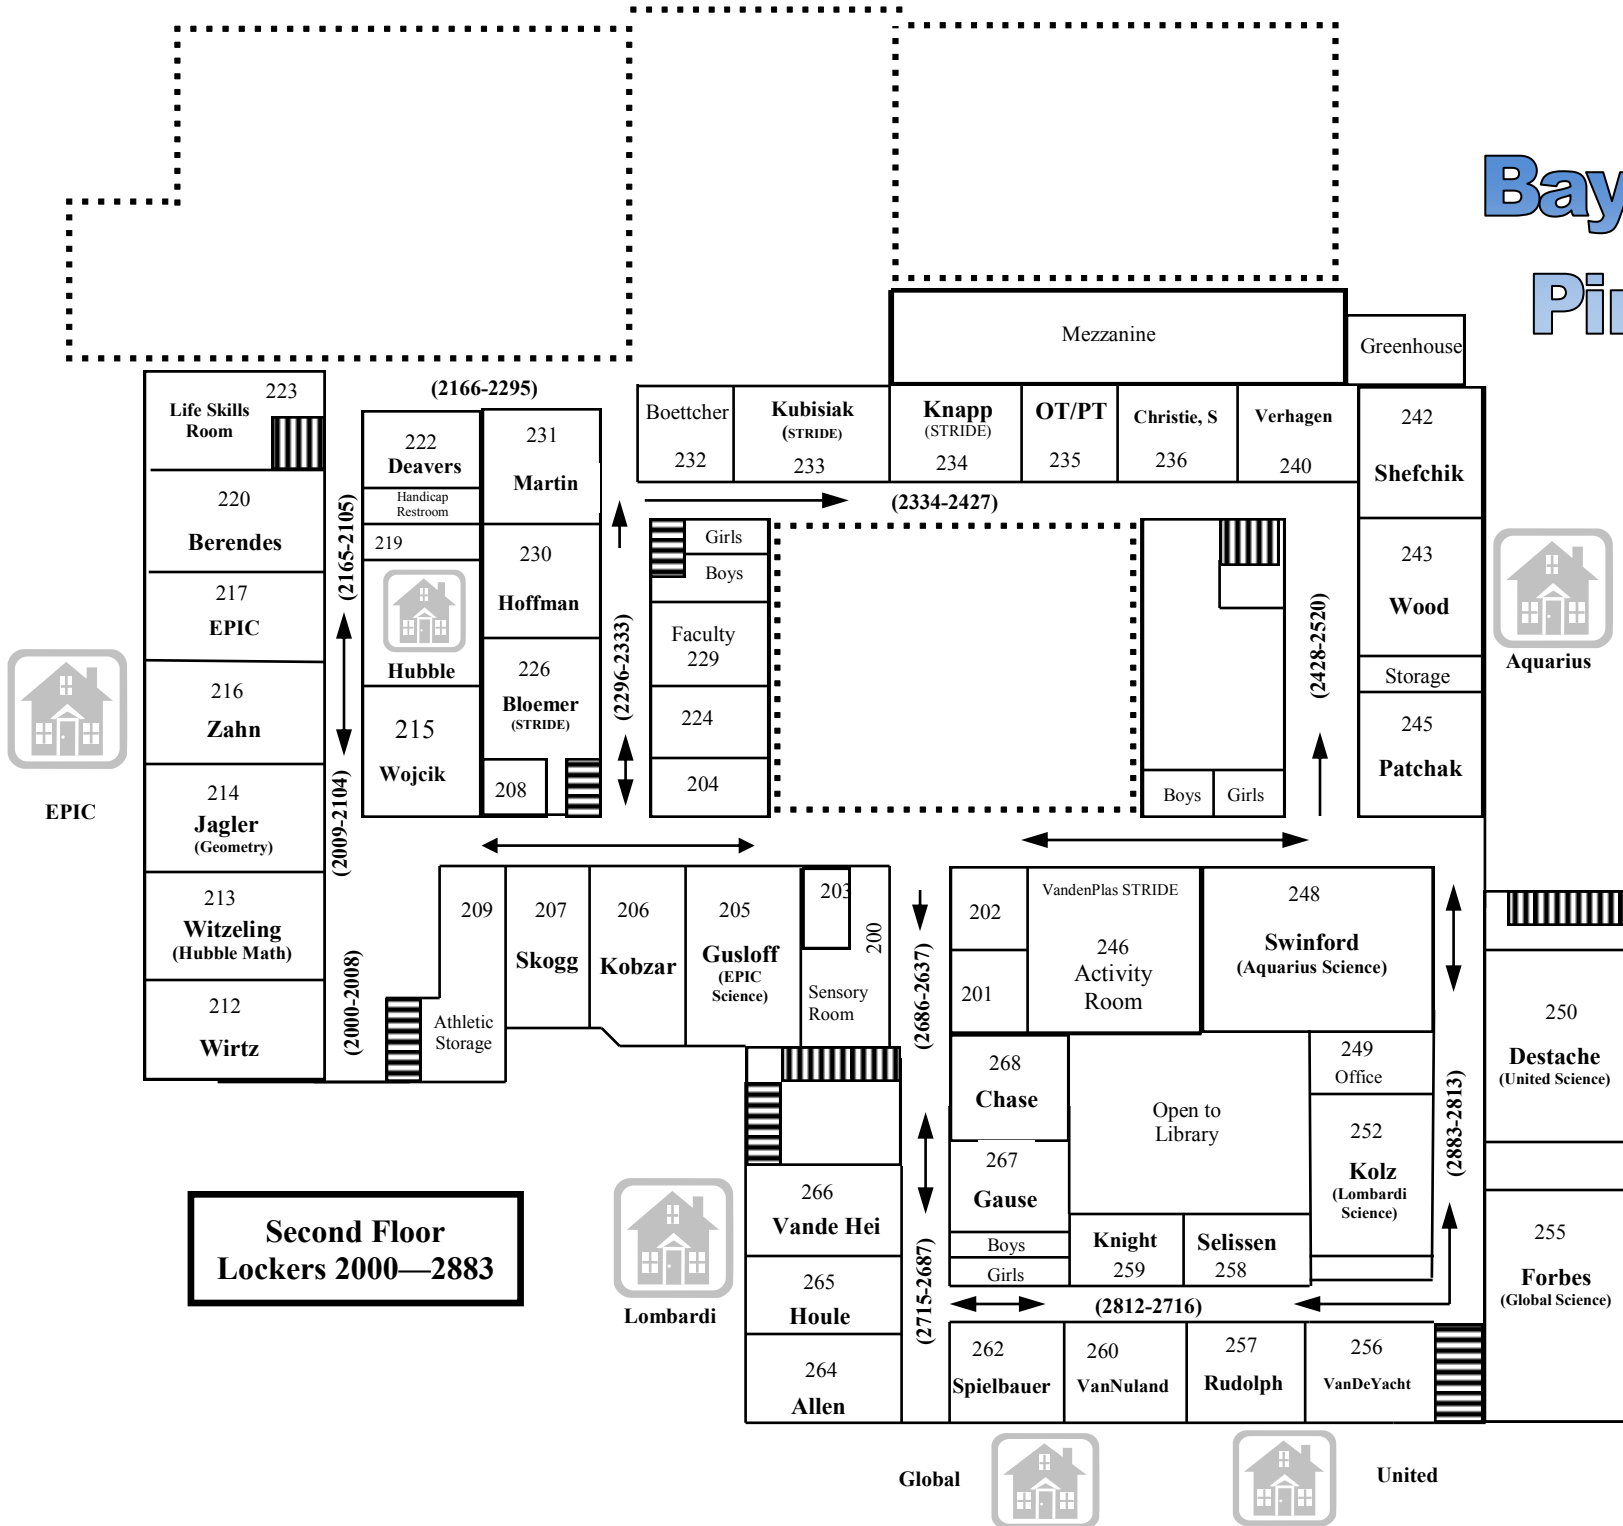 Bay
Pi
Mezzanine
Greenhouse
(2166-2295)
223
Life Skills
Room
222
Deavers
231
Martin
Handicap
Restroom
Boettcher
232
Kubisiak
(STRIDE)
233
Knapp
(STRIDE)
234
OT/PT
235
Christie, S
236
Verhagen
240
242
Shefchik
(2334-2427)
220
Berendes
(2165-2105)
219
230
Hoffman
Girls
Boys
217
EPIC
Hubble
(2296-2333)
Faculty
229
(2428-2520)
243
Wood
Aquarius
Storage
216
Zahn
226
Bloemer
(STRIDE)
224
245
Patchak
215
Wojcik
208
204
Boys
Girls
EPIC
214
Jagler
(Geometry)
(2009-2104)
213
Witzeling
(Hubble Math)
212
Wirtz
(2000-2008)
209
Athletic
Storage
207
Skogg
206
Kobzar
205
Gusloff
(EPIC
Science)
203
200
Sensory
Room
(2686-2637)
202
201
VandenPlas STRIDE
246
Activity
Room
248
Swinford
(Aquarius Science)
250
Destache
(United Science)
268
Chase
Open to
Library
249
Office
(2883-2813)
252
Kolz
(Lombardi
Science)
267
Gause
Boys
Girls
Knight
259
Selissen
258
255
Forbes
(Global Science)
Second Floor
Lockers 2000—2883
Lombardi
266
Vande Hei
265
Houle
264
Allen
(2715-2687)
(2812-2716)
262
Spielbauer
260
VanNuland
257
Rudolph
256
VanDeYacht
Global
United